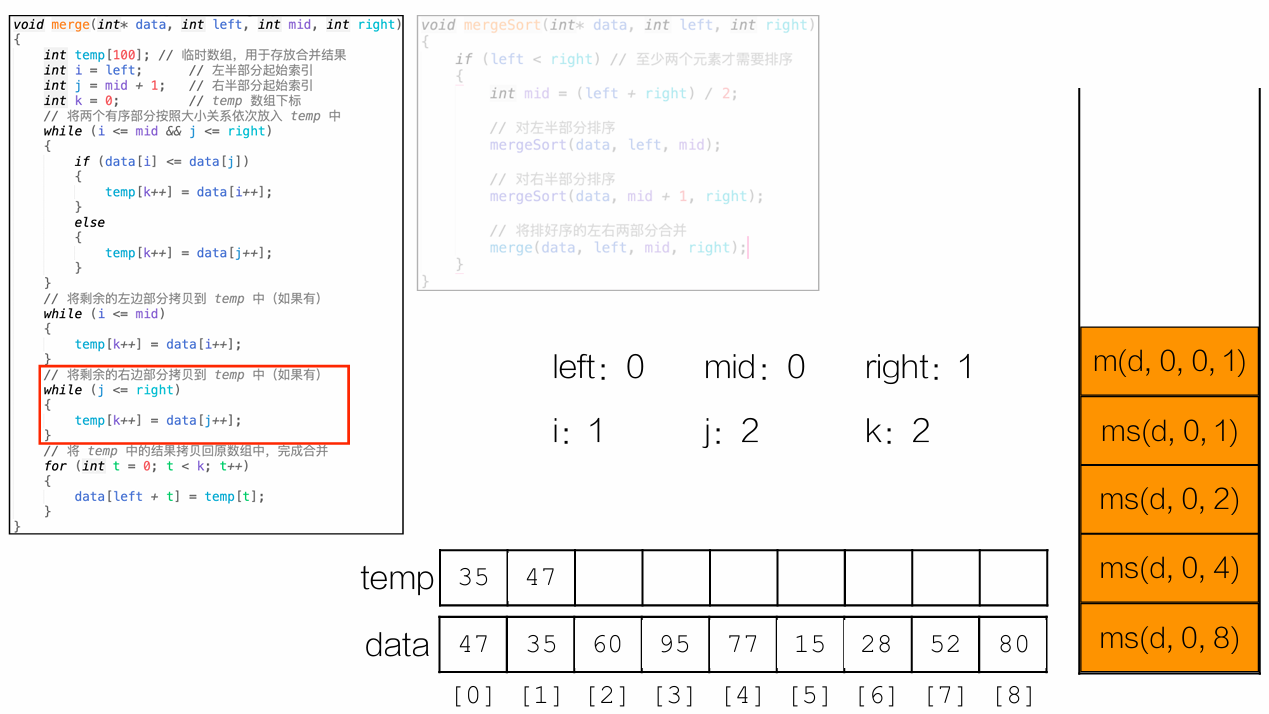 void merge(int* data, int left, int mid, int right)
{
    int temp[100]; // 临时数组，用于存放合并结果
    int i = left;      // 左半部分起始索引
    int j = mid + 1;   // 右半部分起始索引
    int k = 0;         // temp 数组下标
    // 将两个有序部分按照大小关系依次放入 temp 中
    while (i <= mid && j <= right)
    {
        if (data[i] <= data[j])
        {
            temp[k++] = data[i++];
        }
        else
        {
            temp[k++] = data[j++];
        }
    }
    // 将剩余的左边部分拷贝到 temp 中（如果有）
    while (i <= mid)
    {
        temp[k++] = data[i++];
    }
    // 将剩余的右边部分拷贝到 temp 中（如果有）
    while (j <= right)
    {
        temp[k++] = data[j++];
    }
    // 将 temp 中的结果拷贝回原数组中，完成合并
    for (int t = 0; t < k; t++)
    {
        data[left + t] = temp[t];
    }
}
void mergeSort(int* data, int left, int right)
{
    if (left < right) // 至少两个元素才需要排序
    {
        int mid = (left + right) / 2;
        // 对左半部分排序
        mergeSort(data, left, mid);
        // 对右半部分排序
        mergeSort(data, mid + 1, right);
        // 将排好序的左右两部分合并
        merge(data, left, mid, right);
    }
}
left: 0 mid: 0 right: 1
i: 1 j: 2 k: 2
temp 35 47
data 47 35 60 95 77 15 28 52 80
[0] [1] [2] [3] [4] [5] [6] [7] [8]
m(d, 0, 0, 1)
ms(d, 0, 1)
ms(d, 0, 2)
ms(d, 0, 4)
ms(d, 0, 8)